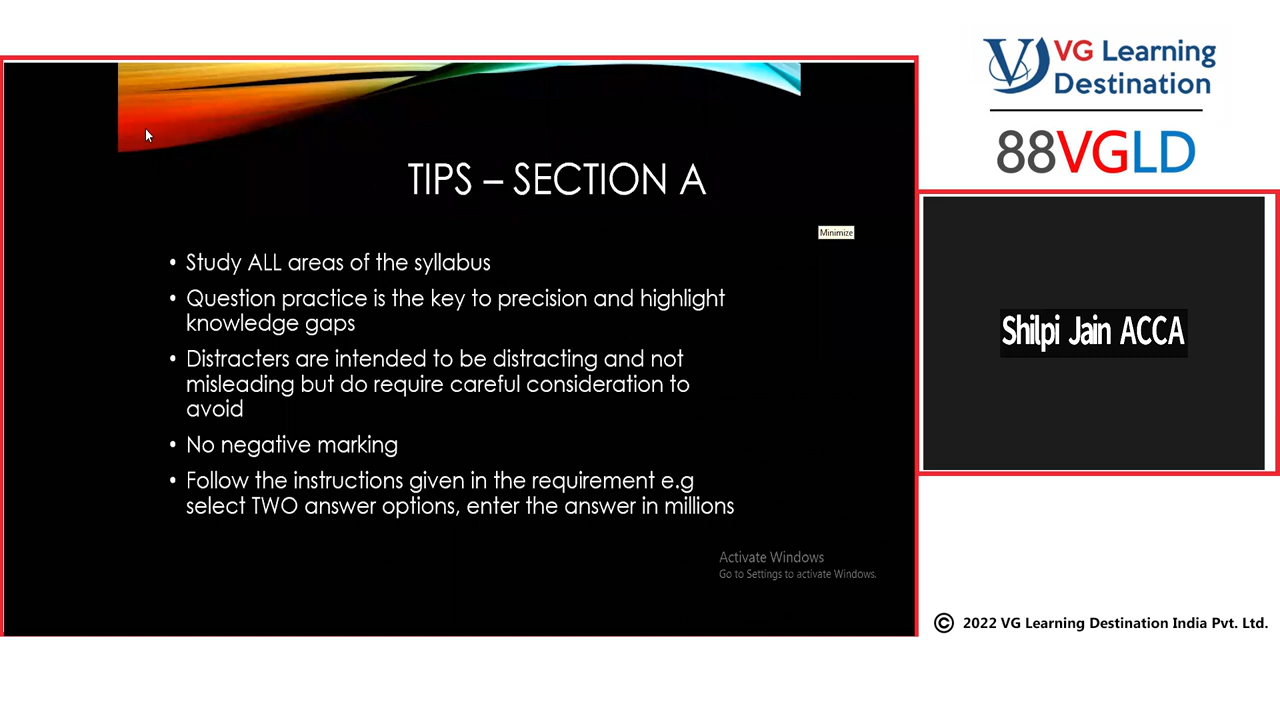 TIPS – SECTION A
Minimize
• Study ALL areas of the syllabus
• Question practice is the key to precision and highlight
knowledge gaps
• Distracters are intended to be distracting and not
misleading but do require careful consideration to
avoid
• No negative marking
• Follow the instructions given in the requirement e.g
select TWO answer options, enter the answer in millions
Activate Windows
Go to Settings to activate Windows.
VG Learning
Destination
88VGLD
Shilpi Jain ACCA
© 2022 VG Learning Destination India Pvt. Ltd.